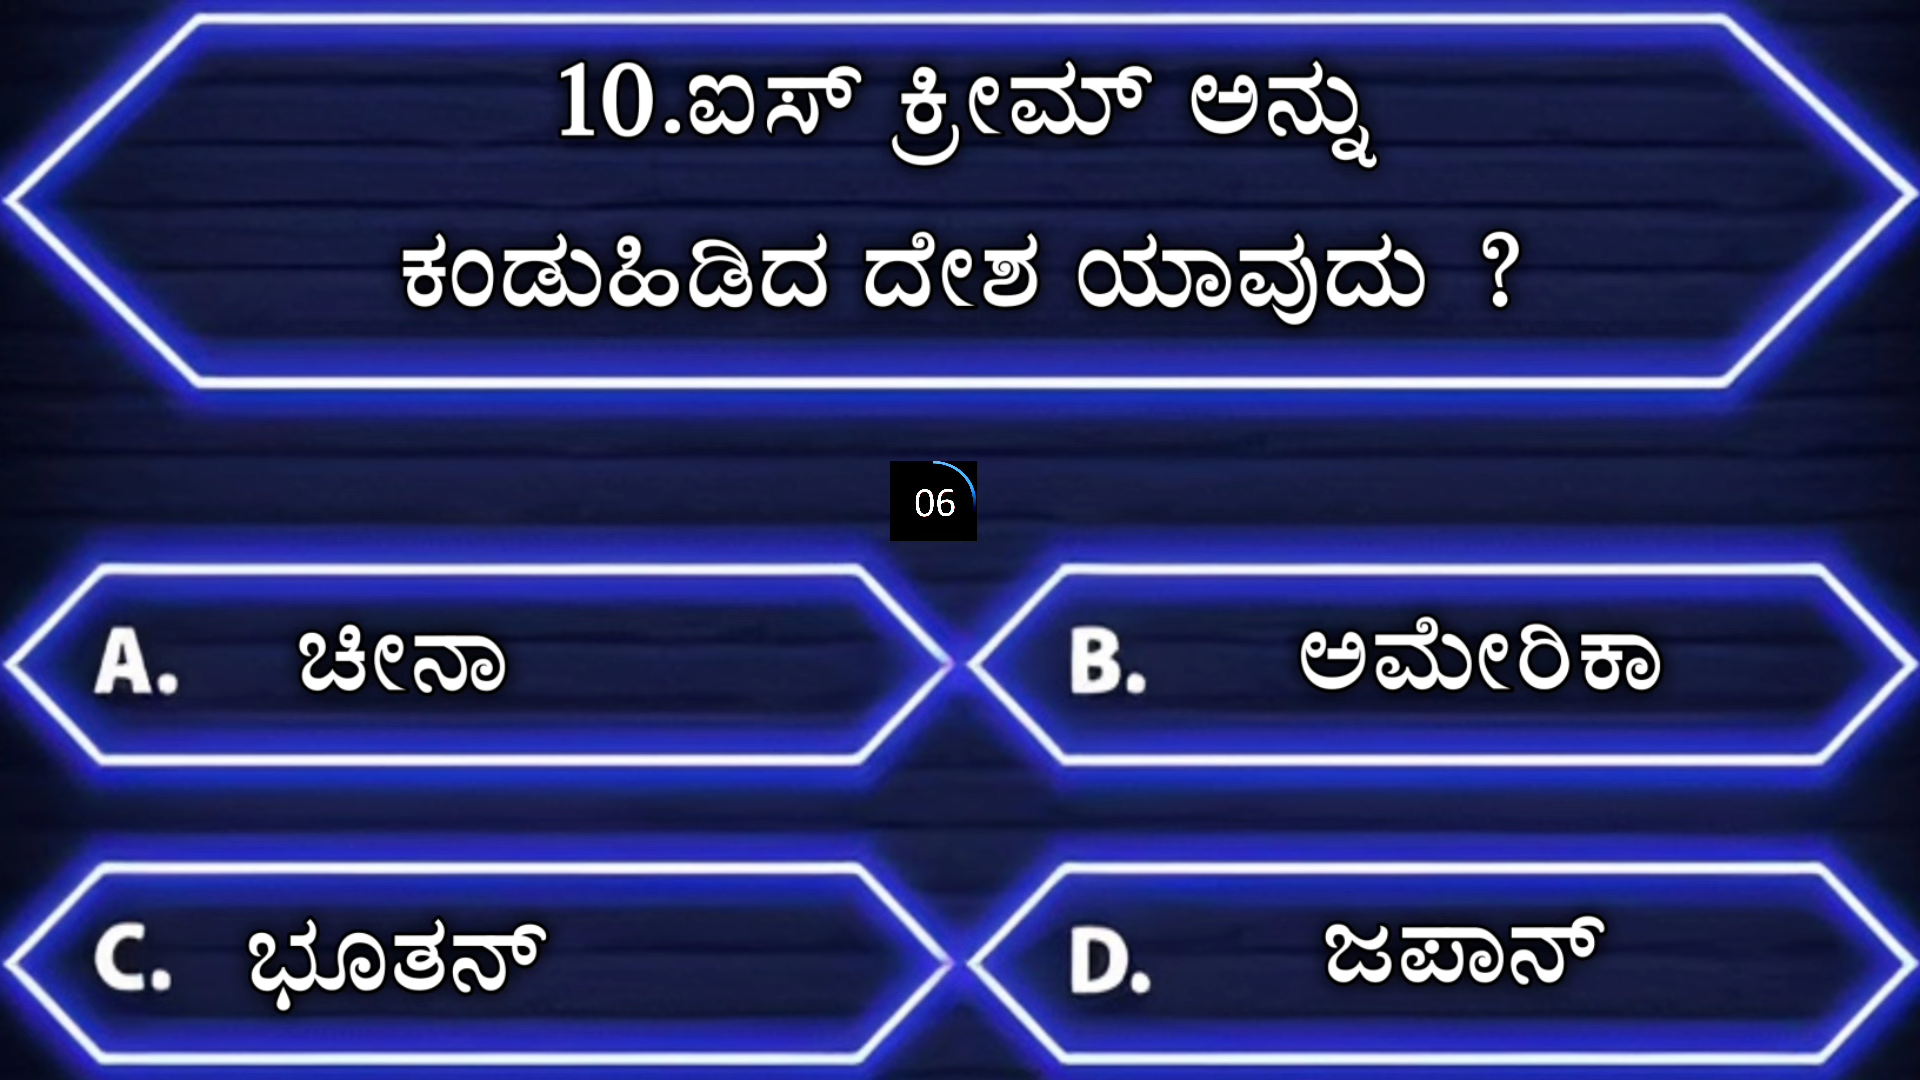 10.ಐಸ್ ಕ್ರೀಮ್ ಅನ್ನು
ಕಂಡುಹಿಡಿದ ದೇಶ ಯಾವುದು ?
06
A. ಚೀನಾ
B. ಅಮೇರಿಕಾ
C. ಭೂತನ್
D. ಜಪಾನ್